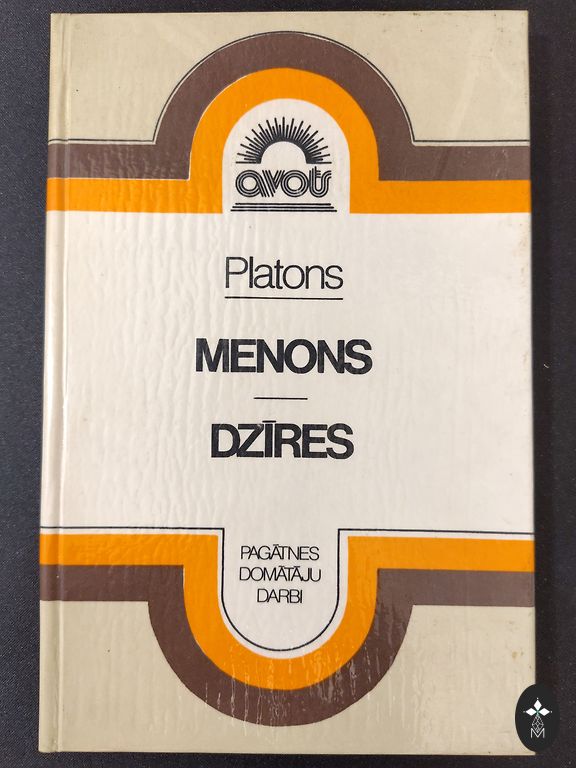 avots
Platons
MENONS
DZĪRES
PAGĀTNES
DOMĀTĀJU
DARBI
M